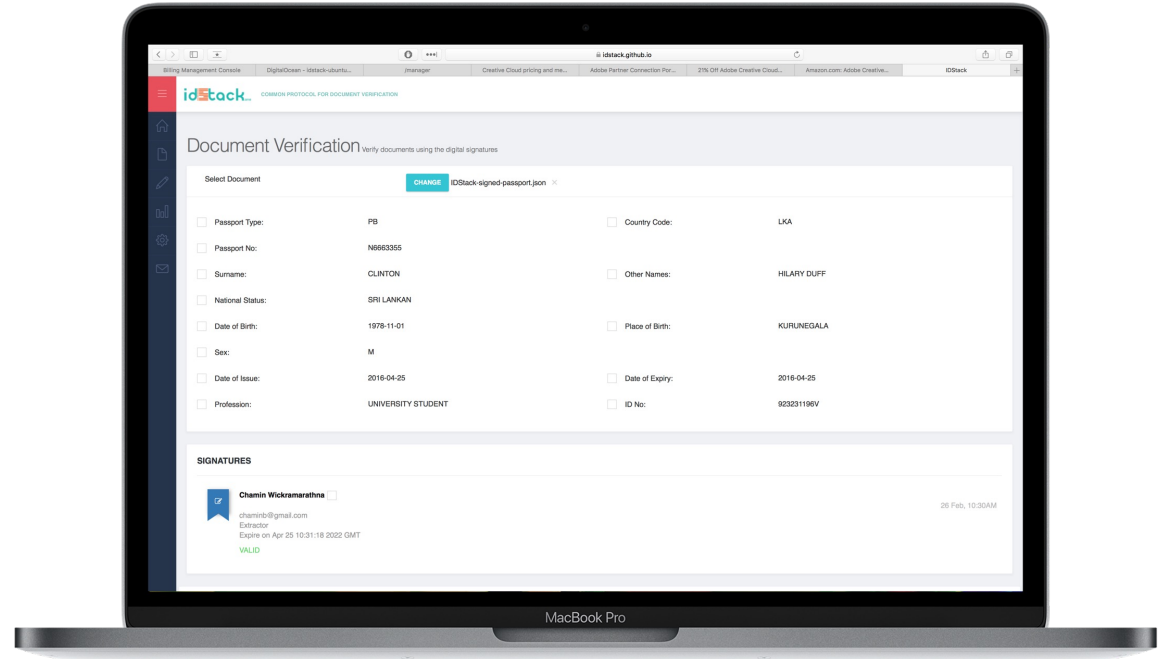 idstack.github.io
Billing Management Console
DigitalOcean - idstack-ubuntu...
jmanager
Creative Cloud pricing and me...
Adobe Partner Connection Por...
21% Off Adobe Creative Cloud...
Amazon.com: Adobe Creative...
IDStack
idStack
COMMON PROTOCOL FOR DOCUMENT VERIFICATION
Document Verification Verify documents using the digital signatures
Select Document CHANGE IDStack-signed-passport.json ×
Passport Type: PB Country Code: LKA
Passport No: N6663355
Surname: CLINTON Other Names: HILARY DUFF
National Status: SRI LANKAN
Date of Birth: 1978-11-01 Place of Birth: KURUNEGALA
Sex: M
Date of Issue: 2016-04-25 Date of Expiry: 2016-04-25
Profession: UNIVERSITY STUDENT ID No: 923231196V
SIGNATURES
Chamin Wickramarathna
26 Feb, 10:30AM
chaminb@gmail.com
Extractor
Expire on Apr 25 10:31:18 2022 GMT
VALID
MacBook Pro